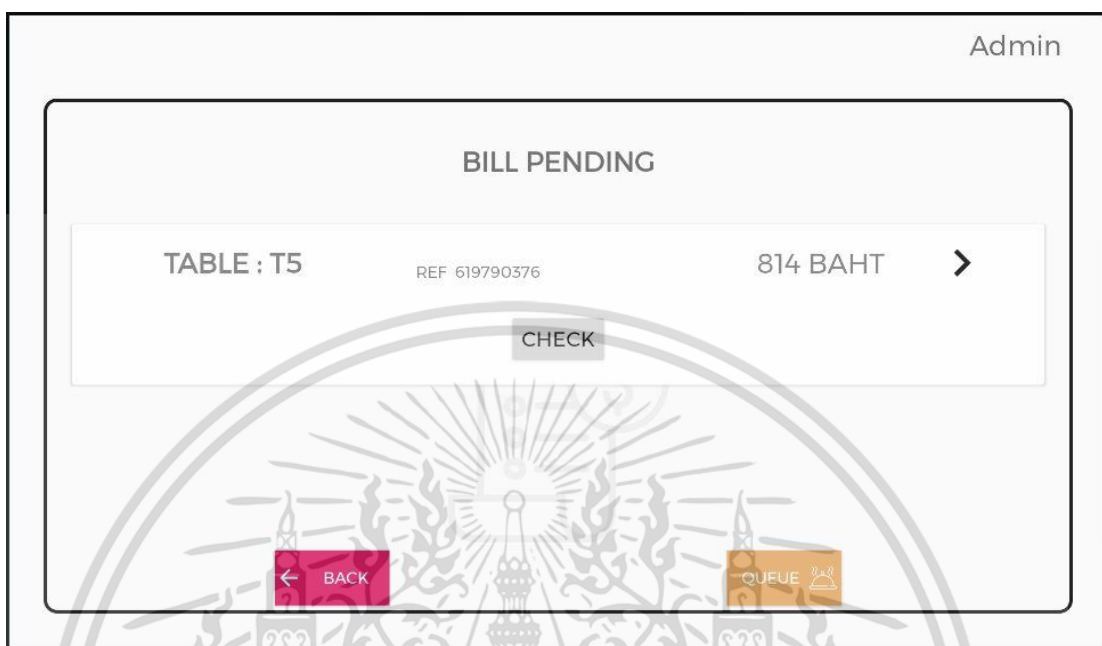 Admin
BILL PENDING
TABLE : T5 REF 619790376 814 BAHT
CHECK
BACK QUEUE